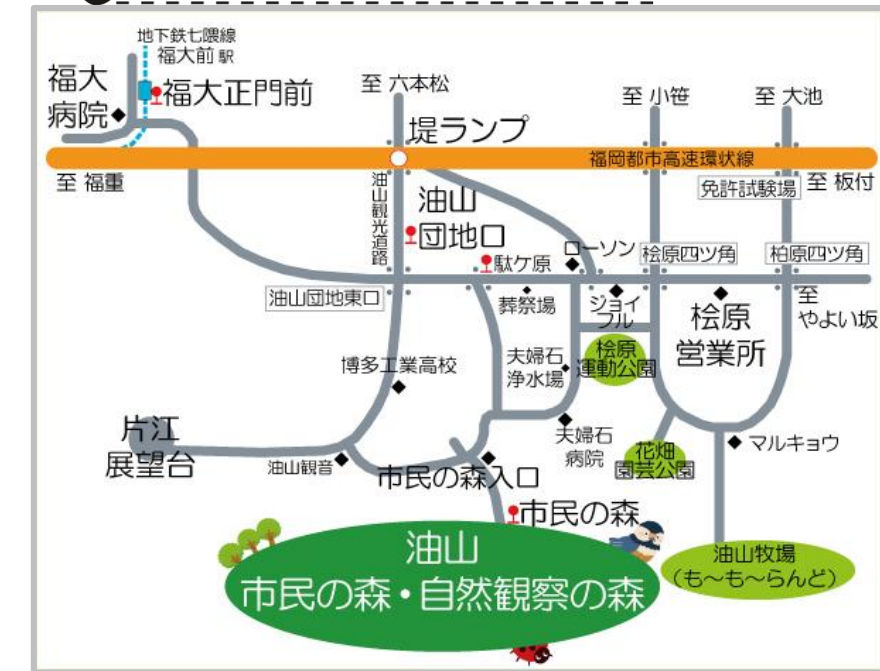 地下鉄七隈線
福大前 駅
福大
病院
福大正門前
至 六本松
至 小笹
至 大池
堤ランプ
福岡都市高速環状線
至 福重
免許試験場
至 板付
油山観光道路
油山
団地口
駄ケ原
ローソン
桧原四ツ角
柏原四ツ角
油山団地東口
葬祭場
ジョイ
フル
桧原
営業所
至
やよい坂
博多工業高校
夫婦石
浄水場
桧原
運動公園
片江
展望台
油山観音
市民の森入口
夫婦石
病院
花畑
園芸公園
マルキョウ
市民の森
油山
市民の森・自然観察の森
油山牧場
(も〜も〜らんど)